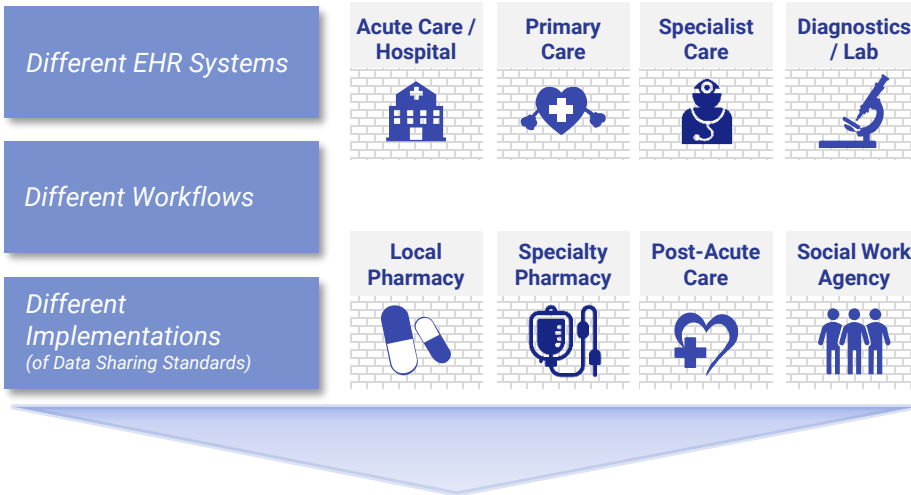 Different EHR Systems
Different Workflows
Different
Implementations
(of Data Sharing Standards)
Acute Care /
Hospital
Primary
Care
Specialist
Care
Diagnostics
/ Lab
Local
Pharmacy
Specialty
Pharmacy
Post-Acute
Care
Social Work
Agency